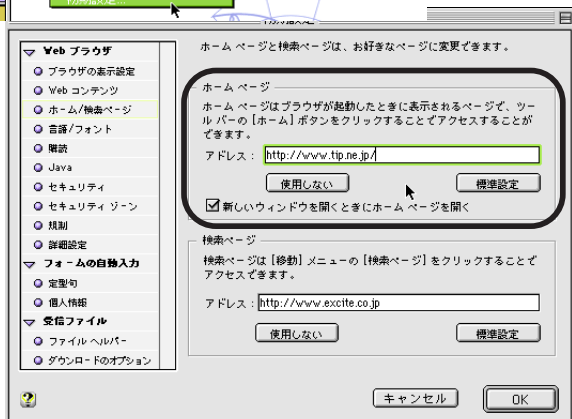 Web ブラウザ
ブラウザの表示設定
Web コンテンツ
ホーム/検索ページ
言語/フォント
購読
Java
セキュリティ
セキュリティ ゾーン
規制
詳細設定
フォームの自動入力
定型句
個人情報
受信ファイル
ファイル ヘルパー
ダウンロードのオプション
ホーム ページと検索ページは、お好きなページに変更できます。
ホーム ページ
ホーム ページはブラウザが起動したときに表示されるページで、ツー
ル バーの [ホーム] ボタンをクリックすることでアクセスすることが
できます。
アドレス : http://www.tip.ne.jp/
使用しない 標準設定
新しいウィンドウを開くときにホーム ページを開く
検索ページ
検索ページは [移動] メニューの [検索ページ] をクリックすることで
アクセスできます。
アドレス : http://www.excite.co.jp
使用しない 標準設定
キャンセル OK